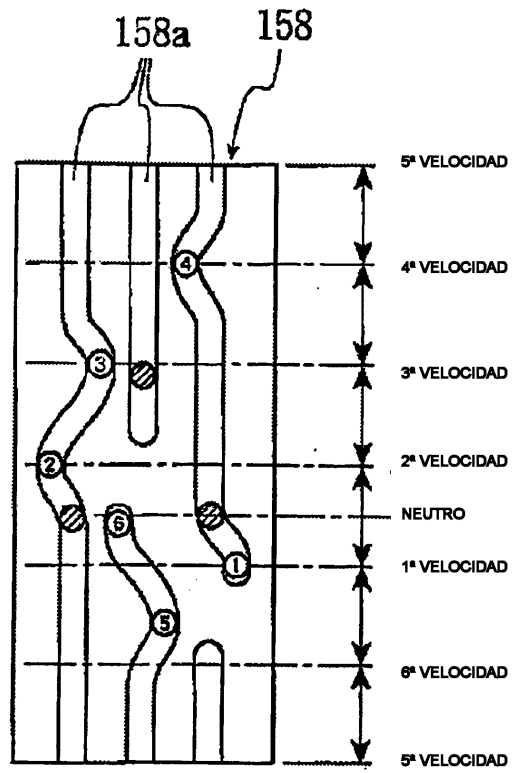 158a
158
5ª VELOCIDAD
4
4ª VELOCIDAD
3
3ª VELOCIDAD
2
2ª VELOCIDAD
6
NEUTRO
1
1ª VELOCIDAD
5
6ª VELOCIDAD
5ª VELOCIDAD